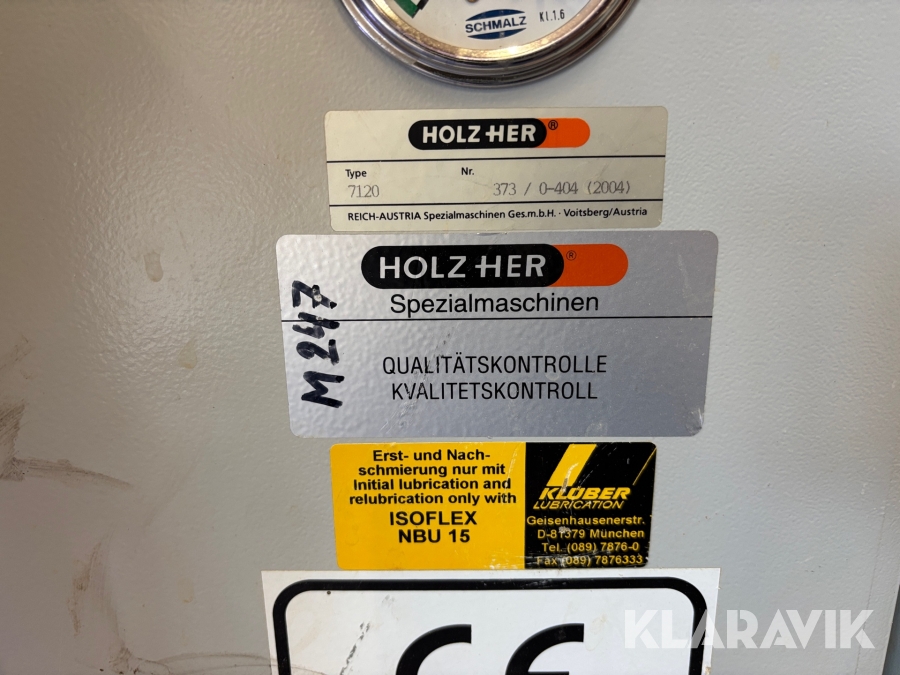 SCHMALZ
Kl.1.6
HOLZ-HER®
Type Nr.
7120 373 / 0-404 (2004)
REICH-AUSTRIA Spezialmaschinen Ges.m.b.H. · Voitsberg/Austria
HOLZ-HER®
Spezialmaschinen
M 247
QUALITÄTSKONTROLLE
KVALITETSKONTROLL
Erst- und Nach-
schmierung nur mit
Initial lubrication and
relubrication only with
ISOFLEX
NBU 15
KLÜBER
LUBRICATION
Geisenhausenerstr.
D-81379 München
Tel. (089) 7876-0
Fax (089) 7876333
CE
KLARAVIK